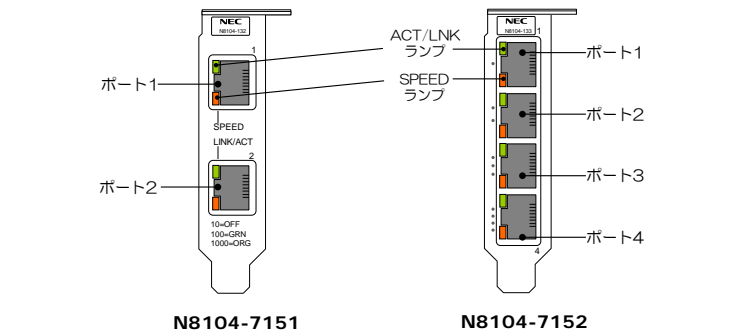 NEC
N8104-132
1
ポート1
SPEED
LINK/ACT
2
ポート2
10=OFF
100=GRN
1000=ORG
N8104-7151
ACT/LNK
ランプ
SPEED
ランプ
NEC
N8104-133
1
ポート1
ポート2
ポート3
ポート4
4
N8104-7152